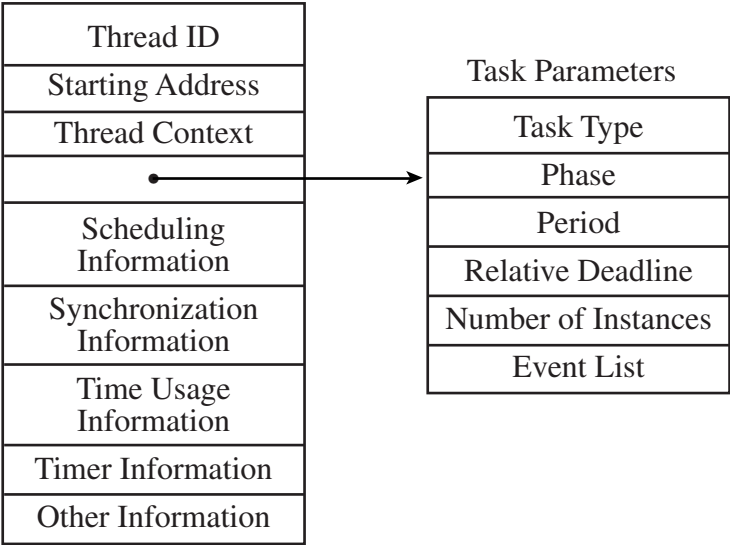 Thread ID
Starting Address
Thread Context
Scheduling
Information
Synchronization
Information
Time Usage
Information
Timer Information
Other Information
Task Parameters
Task Type
Phase
Period
Relative Deadline
Number of Instances
Event List